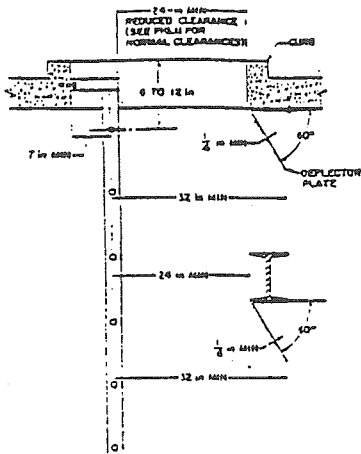 24 in MIN
REDUCED CLEARANCE
(SEE FIG. II FOR
NORMAL CLEARANCES)
CURB
6 TO 12 in
7 in MIN
1/4 in MIN
60°
DEFLECTOR
PLATE
32 in MIN
24 in MIN
1/4 in MIN
60°
32 in MIN